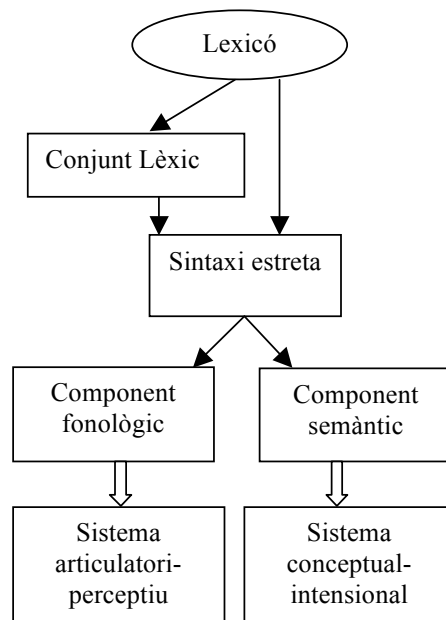 Lexicó
Conjunt Lèxic
Sintaxi estreta
Component
fonològic
Component
semàntic
Sistema
articulatori-
perceptiu
Sistema
conceptual-
intensional